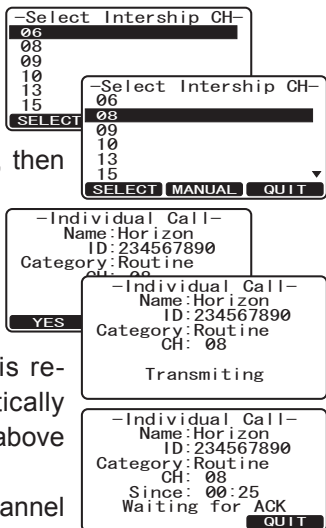 -Select Intership CH-
06
08
09
10
13
15
SELECT
-Select Intership CH-
06
08
09
10
13
15
SELECT MANUAL QUIT
then
-Individual Call-
Name:Horizon
ID:234567890
Category:Routine
CH: 08
YES
-Individual Call-
Name:Horizon
ID:234567890
Category:Routine
CH: 08
Transmiting
is re-
tically
above
-Individual Call-
Name:Horizon
ID:234567890
Category:Routine
CH: 08
Since: 00:25
Waiting for ACK
QUIT
annel